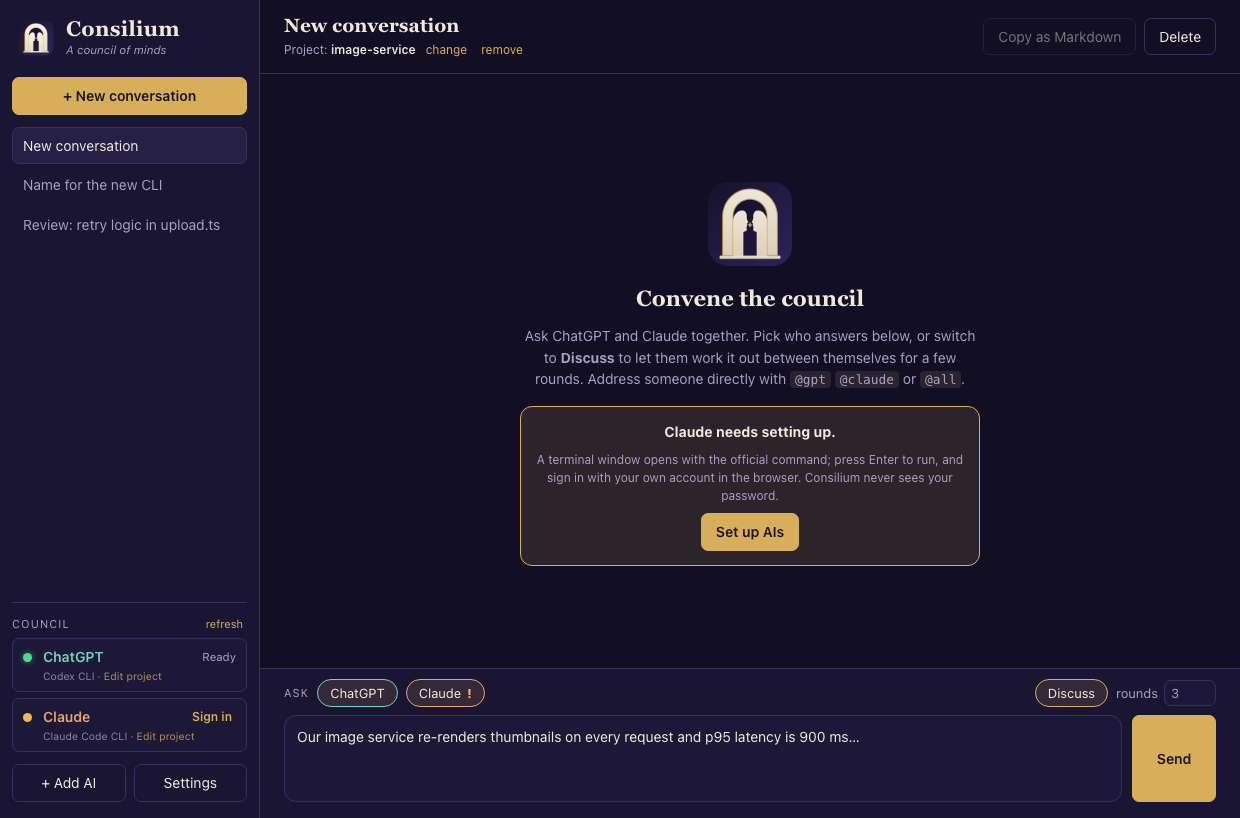 Consilium
A council of minds
+ New conversation
New conversation
Name for the new CLI
Review: retry logic in upload.ts
COUNCIL refresh
ChatGPT Ready
Codex CLI · Edit project
Claude Sign in
Claude Code CLI · Edit project
+ Add AI Settings
New conversation
Project: image-service change remove
Copy as Markdown Delete
Convene the council
Ask ChatGPT and Claude together. Pick who answers below, or switch
to Discuss to let them work it out between themselves for a few
rounds. Address someone directly with @gpt @claude or @all.
Claude needs setting up.
A terminal window opens with the official command; press Enter to run, and
sign in with your own account in the browser. Consilium never sees your
password.
Set up AIs
ASK ChatGPT Claude ! Discuss rounds 3
Our image service re-renders thumbnails on every request and p95 latency is 900 ms...
Send